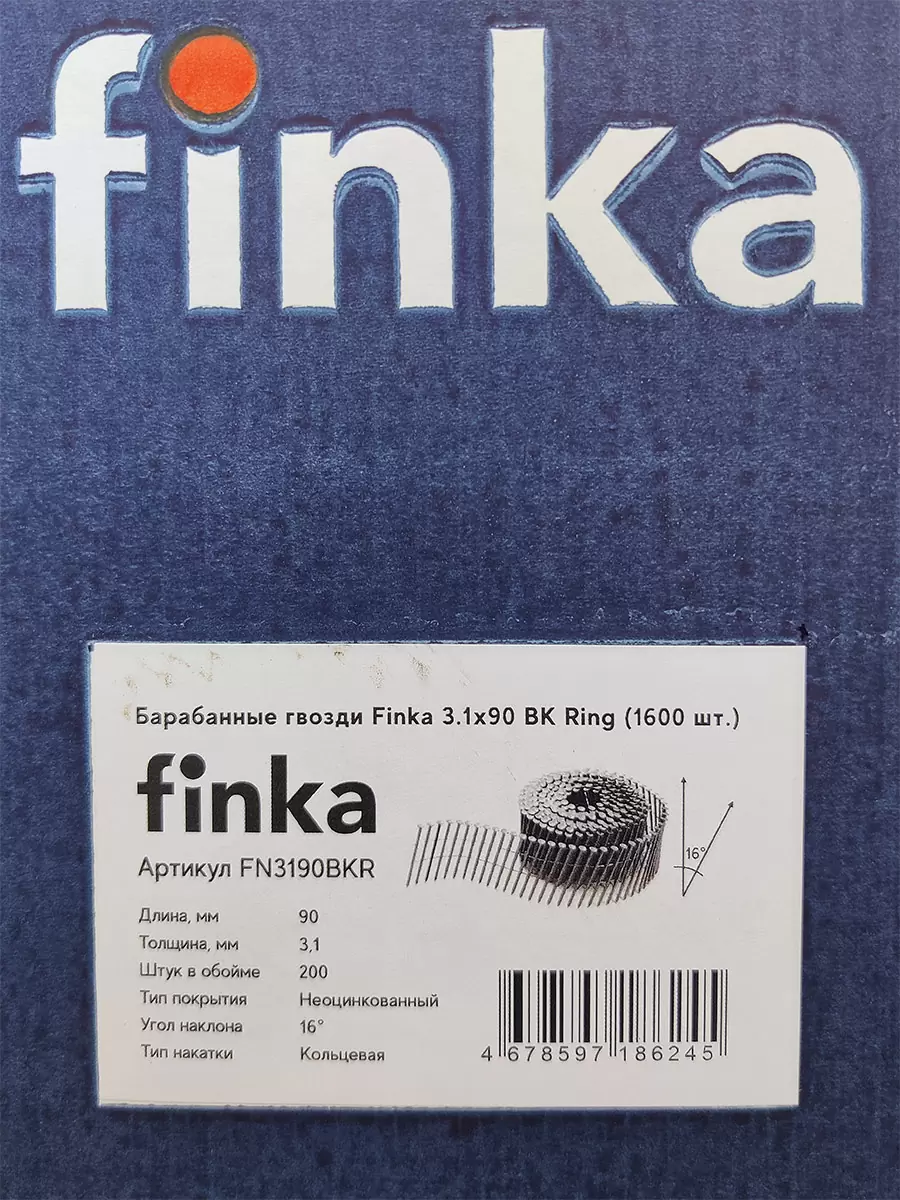 finka
Барабанные гвозди Finka 3.1x90 BK Ring (1600 шт.)
finka
Артикул FN3190BKR
16°
Длина, мм 90
Толщина, мм 3,1
Штук в обойме 200
Тип покрытия Неоцинкованный
Угол наклона 16°
Тип накатки Кольцевая
4 678597 186245